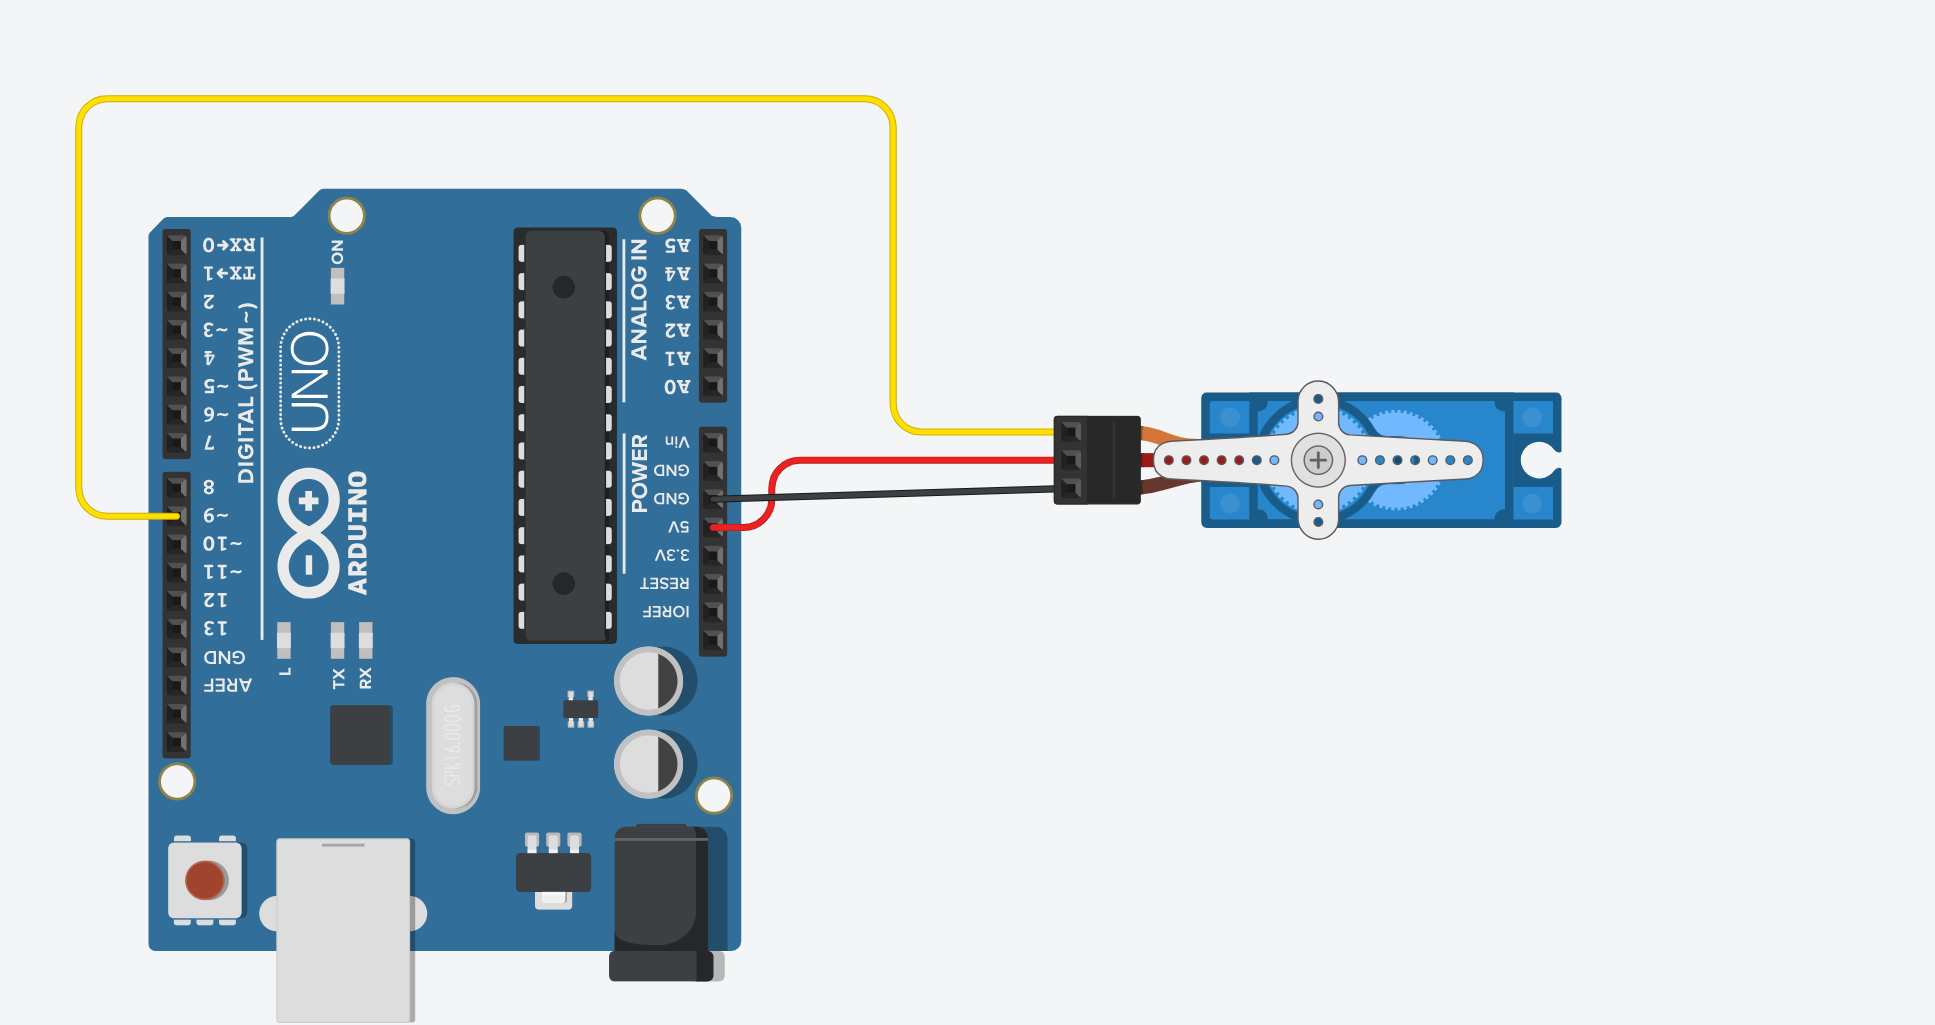 RX←0
TX→1
2
~3
4
~5
~6
7
8
~9
~10
~11
12
13
GND
AREF
DIGITAL (PWM ~)
ON
UNO
ARDUINO
L
TX
RX
SPK16.000G
ANALOG IN
A5
A4
A3
A2
A1
A0
POWER
Vin
GND
GND
5V
3.3V
RESET
IOREF